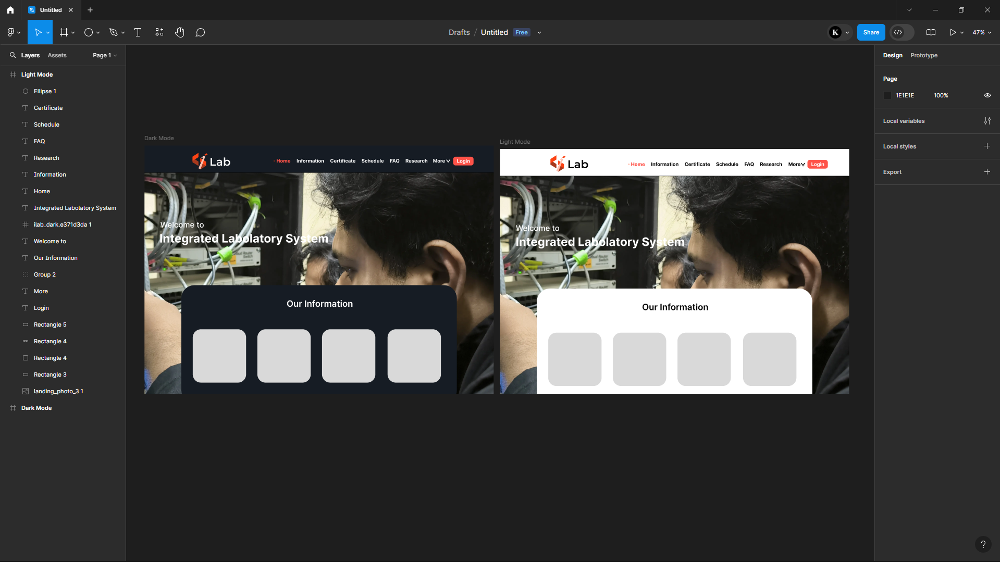 Untitled
Drafts / Untitled Free
K
Share
47%
Layers Assets Page 1
Light Mode
Ellipse 1
Certificate
Schedule
FAQ
Research
Information
Home
Integrated Labolatory System
ilab_dark.e371d3da 1
Welcome to
Our Information
Group 2
More
Login
Rectangle 5
Rectangle 4
Rectangle 4
Rectangle 3
landing_photo_3 1
Dark Mode
Dark Mode
Lab
Home Information Certificate Schedule FAQ Research More Login
Welcome to
Integrated Labolatory System
Our Information
Light Mode
Lab
Home Information Certificate Schedule FAQ Research More Login
Welcome to
Integrated Labolatory System
Our Information
Design Prototype
Page
1E1E1E 100%
Local variables
Local styles
Export
?